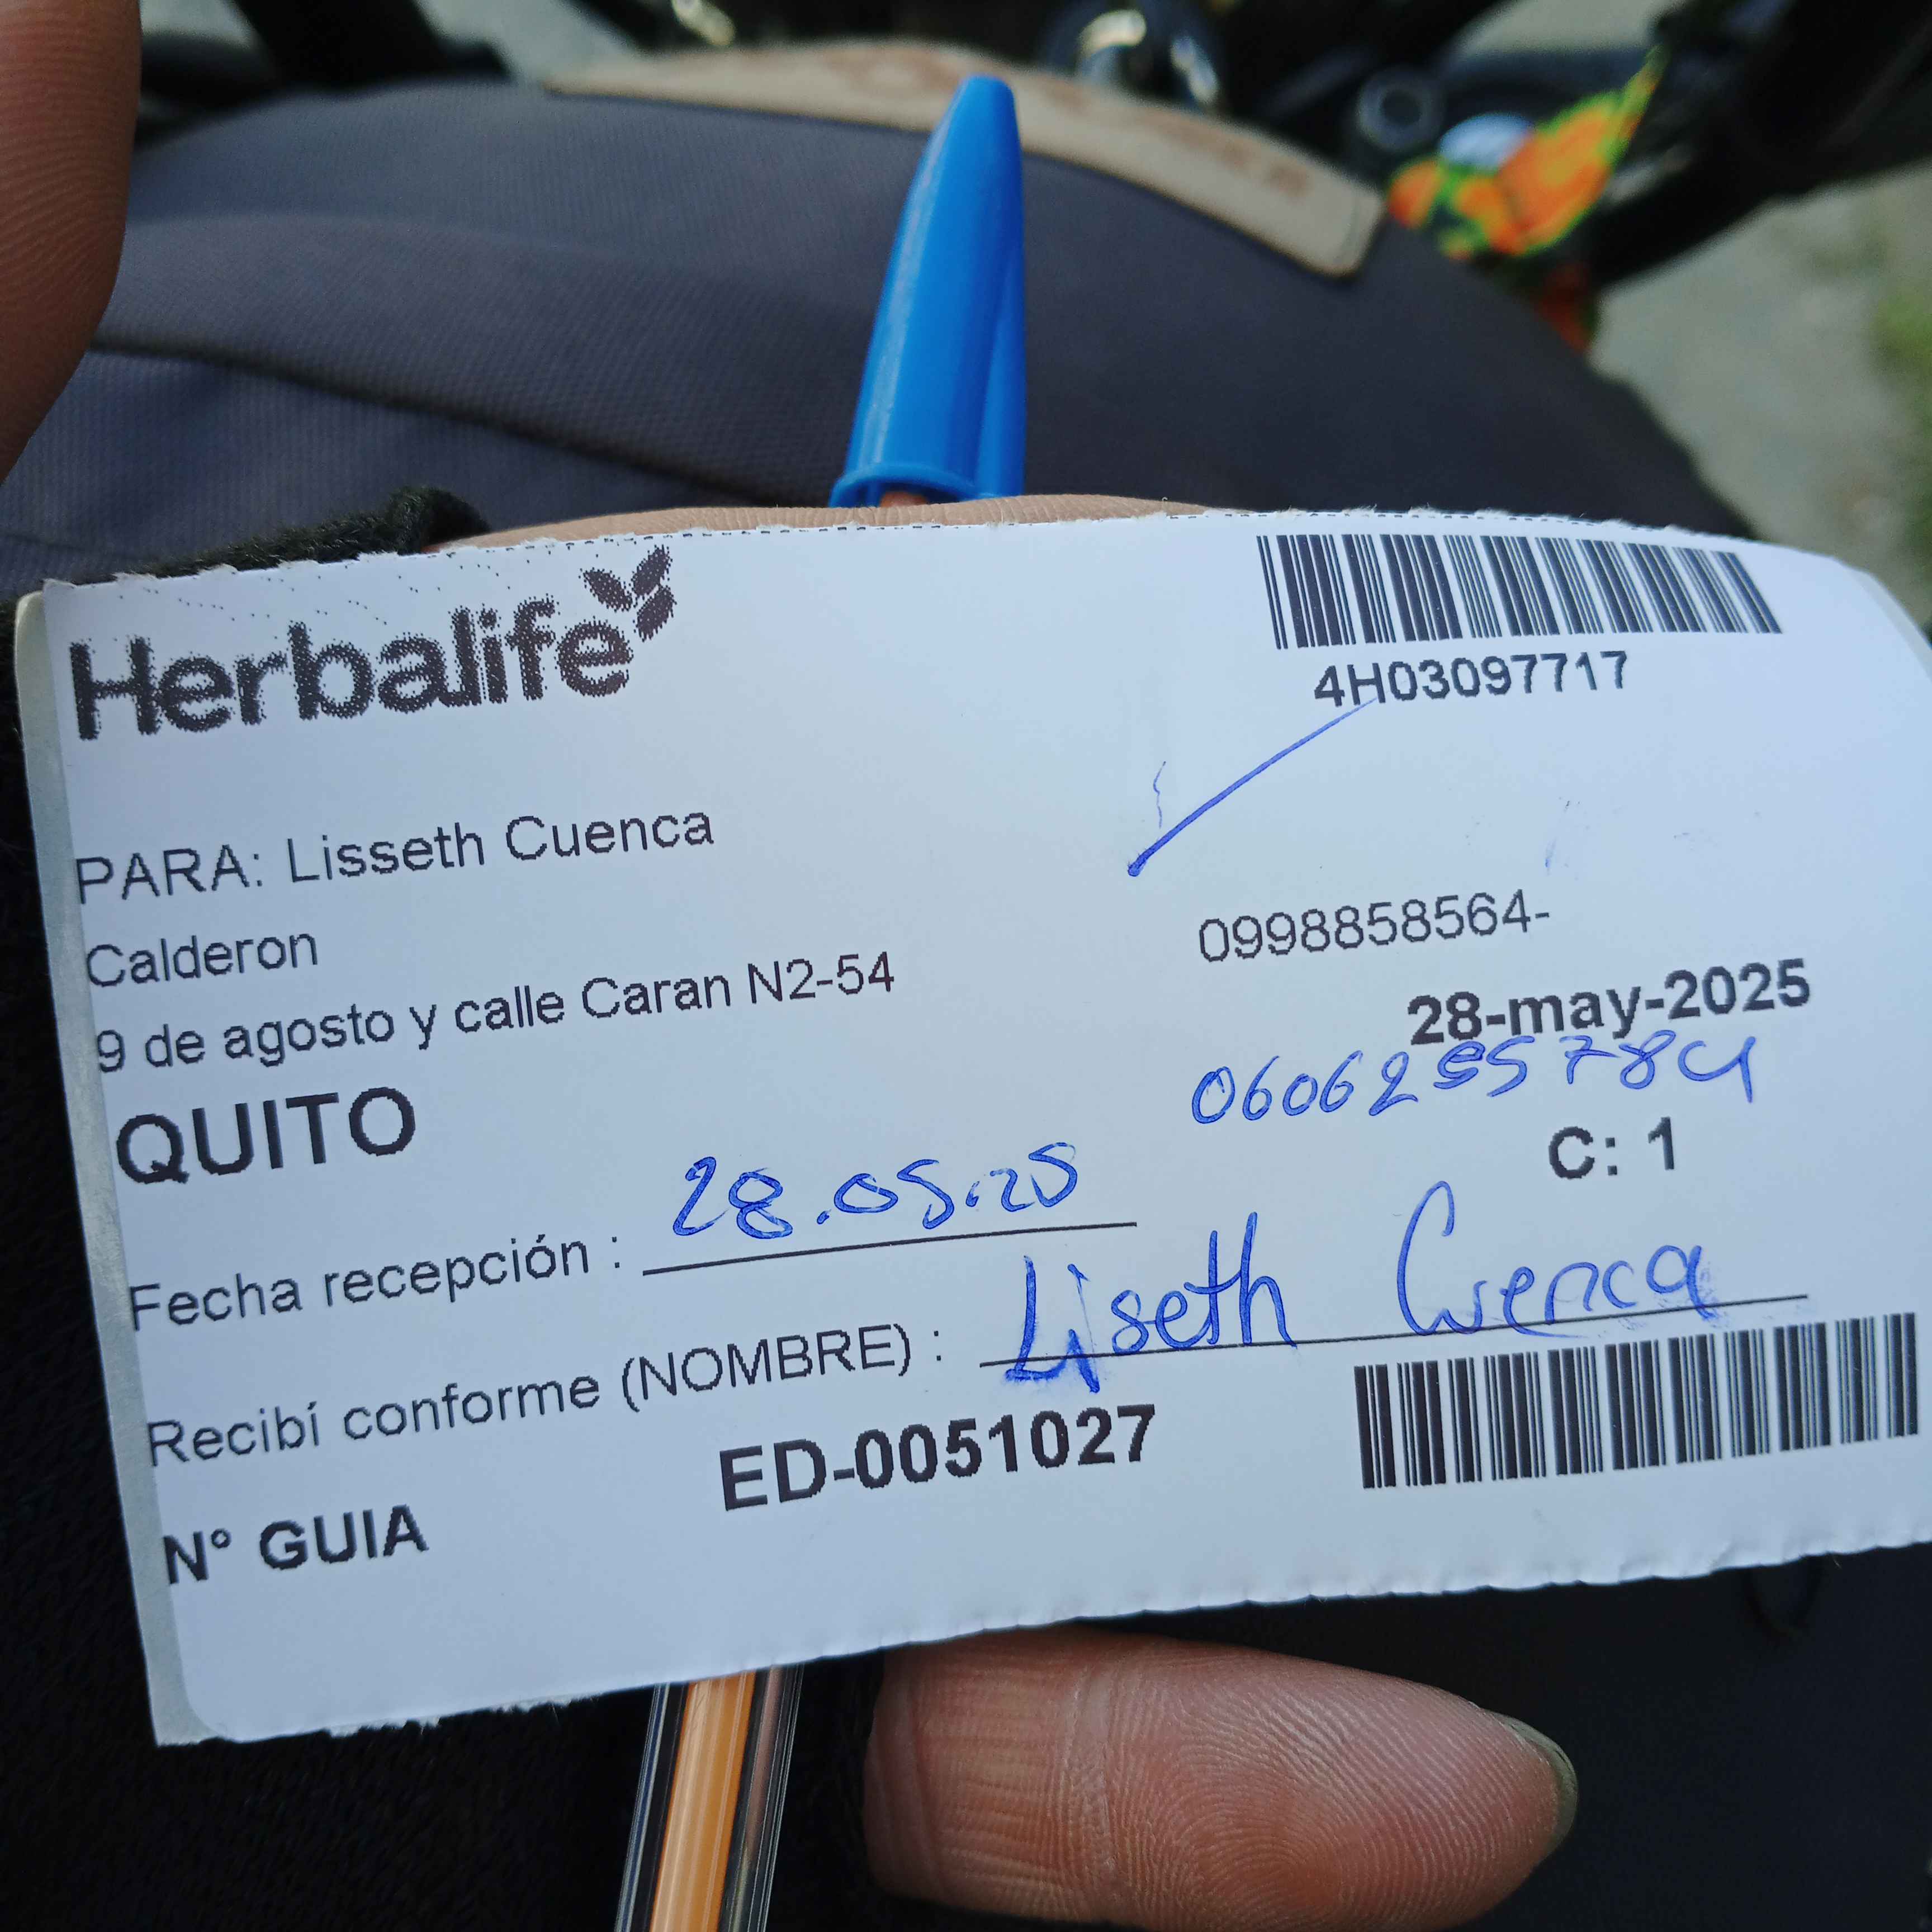 Herbalife
4H03097717
PARA: Lisseth Cuenca
Calderon
0998858564-
9 de agosto y calle Caran N2-54
28-may-2025
QUITO
C: 1
Fecha recepción : 28.05.25
Recibí conforme (NOMBRE) : Liseth Cuenca
N° GUIA ED-0051027